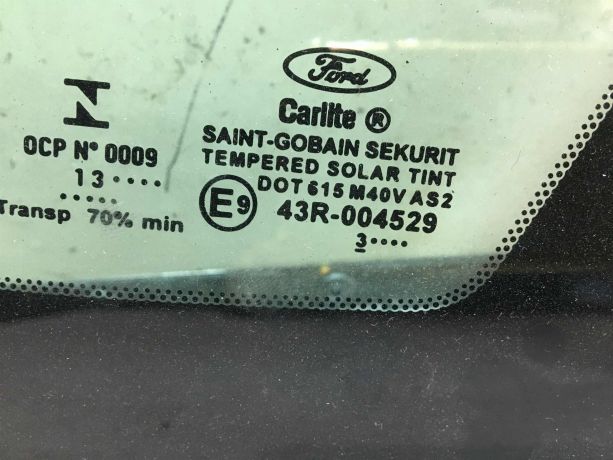 OCP N° 0009
13••••
•••••
Transp 70% min
Ford
Carlite ®
SAINT-GOBAIN SEKURIT
TEMPERED SOLAR TINT
DOT 615 M40V AS2
E9 43R-004529
3••••